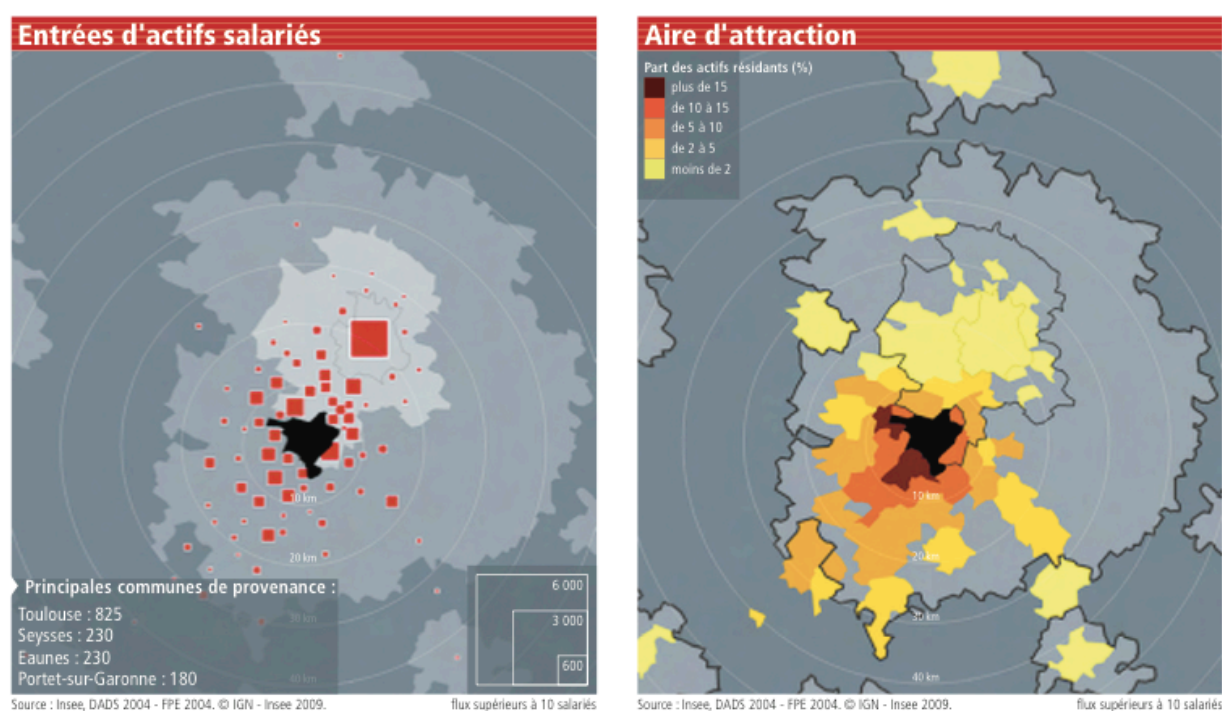 Entrées d'actifs salariés
10 km
20 km
30 km
40 km
Principales communes de provenance :
Toulouse : 825
Seysses : 230
Eaunes : 230
Portet-sur-Garonne : 180
6 000
3 000
600
Source : Insee, DADS 2004 - FPE 2004. © IGN - Insee 2009.
flux supérieurs à 10 salariés
Aire d'attraction
Part des actifs résidants (%)
plus de 15
de 10 à 15
de 5 à 10
de 2 à 5
moins de 2
10 km
20 km
30 km
40 km
Source : Insee, DADS 2004 - FPE 2004. © IGN - Insee 2009.
flux supérieurs à 10 salariés